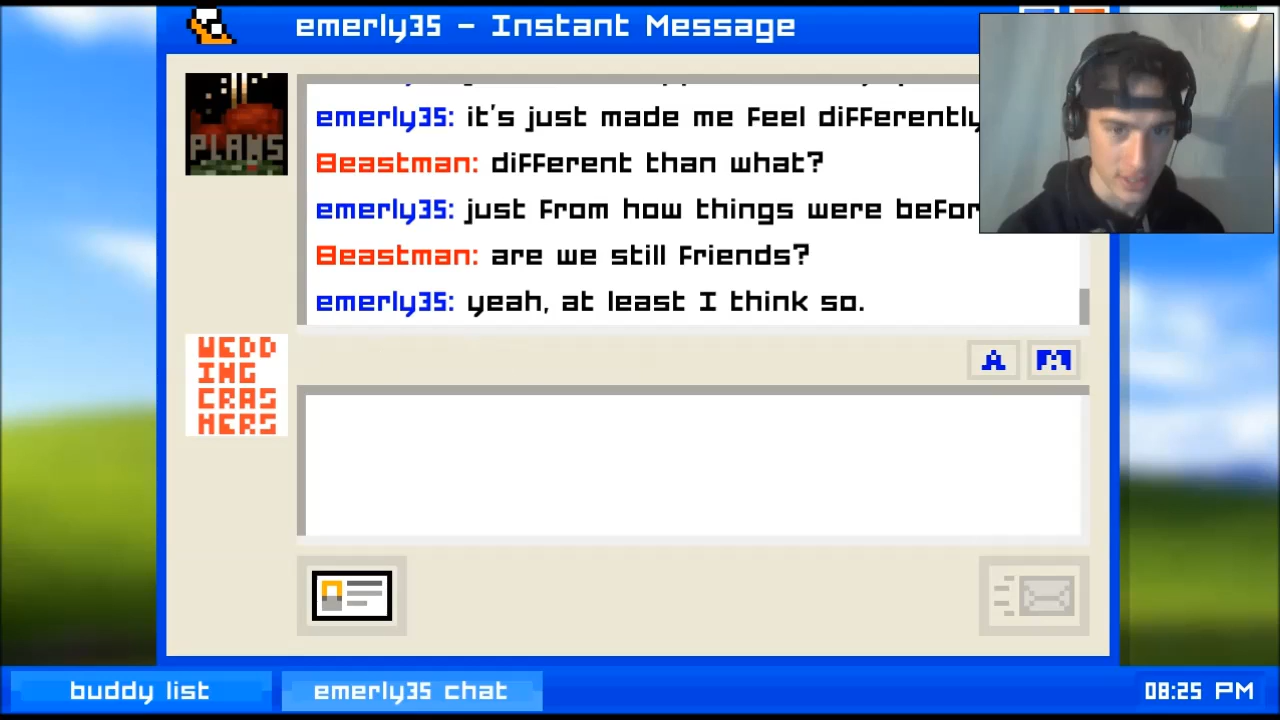 emerly35 - Instant Message
emerly35: it's just made me feel differently
Beastman: different than what?
emerly35: just from how things were befor
Beastman: are we still friends?
emerly35: yeah, at least I think so.
PLANS
WEDD
ING
CRAS
HERS
A
buddy list
emerly35 chat
08:25 PM